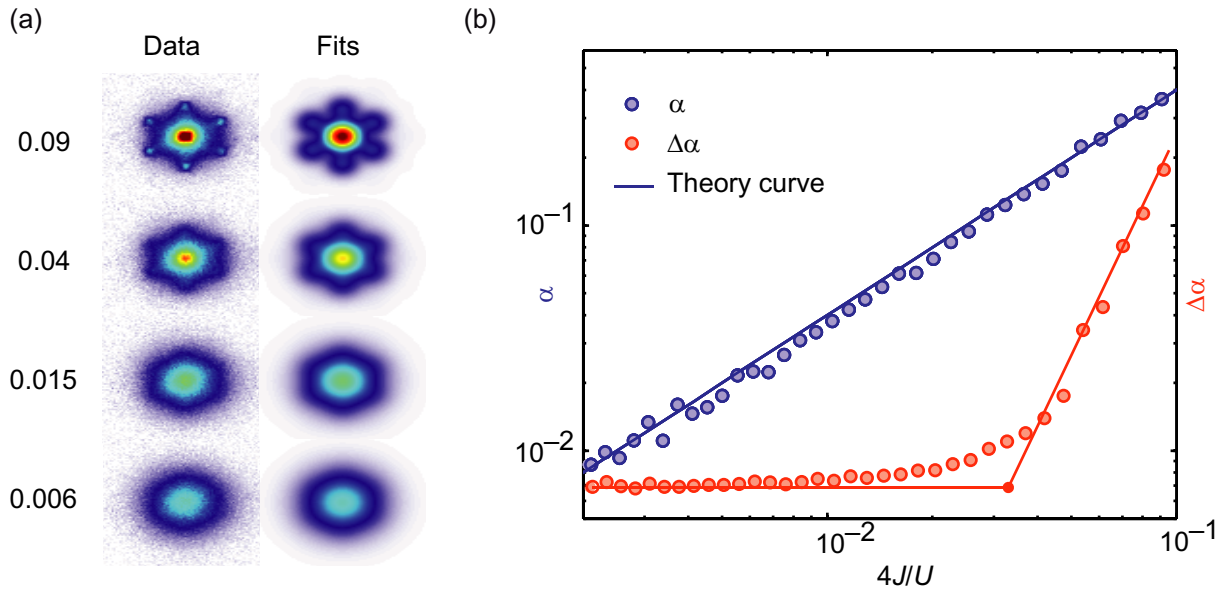 (a)
Data Fits
0.09
0.04
0.015
0.006
(b)
α
Δα
Theory curve
10⁻¹
10⁻²
α
Δα
10⁻² 10⁻¹
4J/U